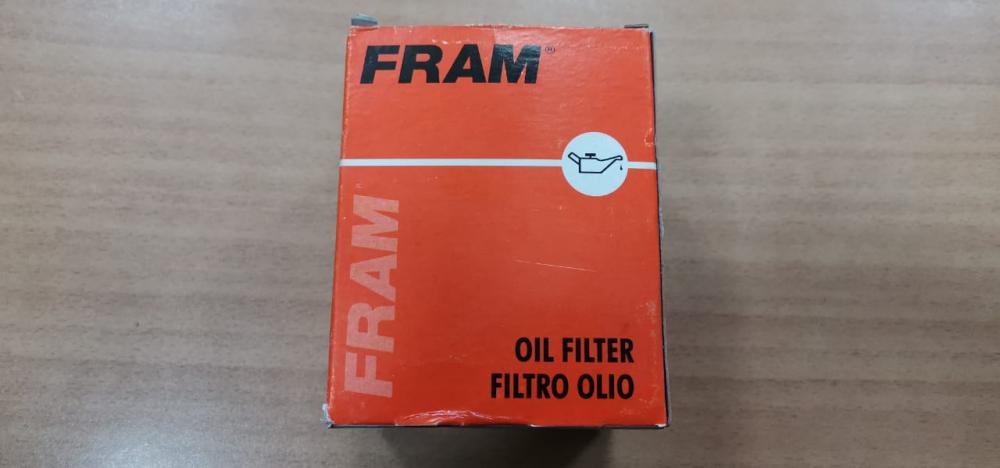 FRAM®
FRAM
OIL FILTER
FILTRO OLIO